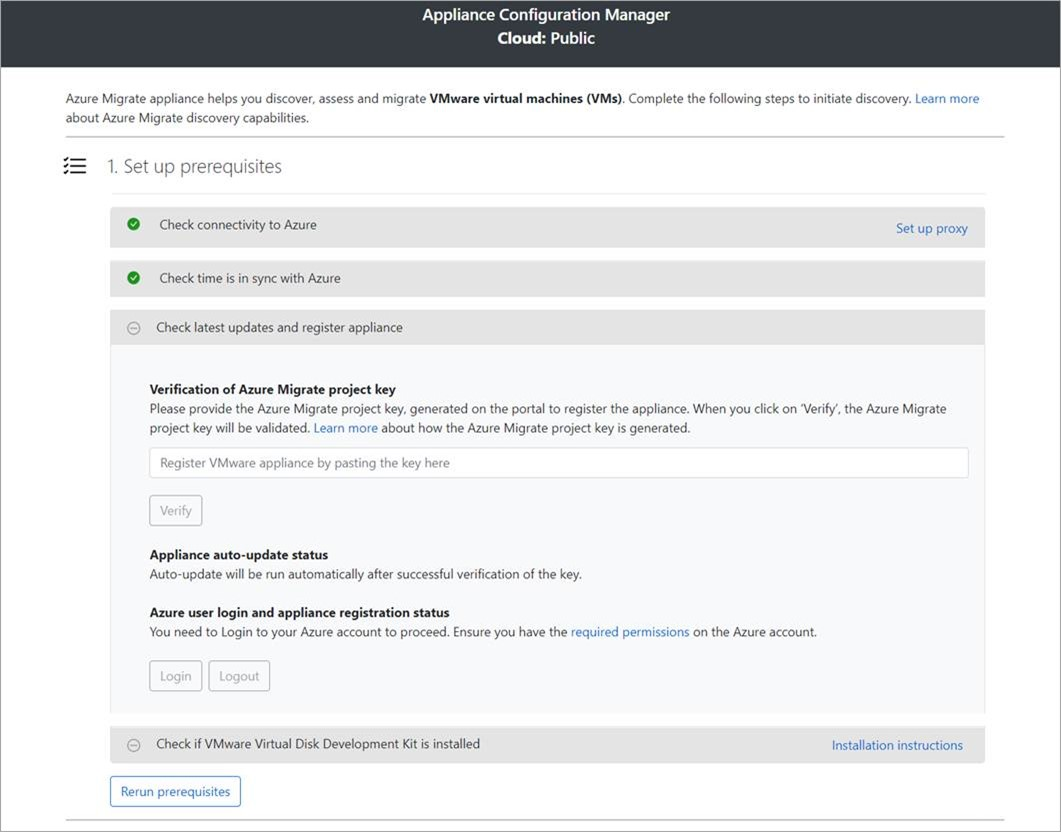 Appliance Configuration Manager
Cloud: Public
Azure Migrate appliance helps you discover, assess and migrate VMware virtual machines (VMs). Complete the following steps to initiate discovery. Learn more
about Azure Migrate discovery capabilities.
1. Set up prerequisites
Check connectivity to Azure
Set up proxy
Check time is in sync with Azure
Check latest updates and register appliance
Verification of Azure Migrate project key
Please provide the Azure Migrate project key, generated on the portal to register the appliance. When you click on ‘Verify’, the Azure Migrate
project key will be validated. Learn more about how the Azure Migrate project key is generated.
Register VMware appliance by pasting the key here
Verify
Appliance auto-update status
Auto-update will be run automatically after successful verification of the key.
Azure user login and appliance registration status
You need to Login to your Azure account to proceed. Ensure you have the required permissions on the Azure account.
Login Logout
Check if VMware Virtual Disk Development Kit is installed
Installation instructions
Rerun prerequisites